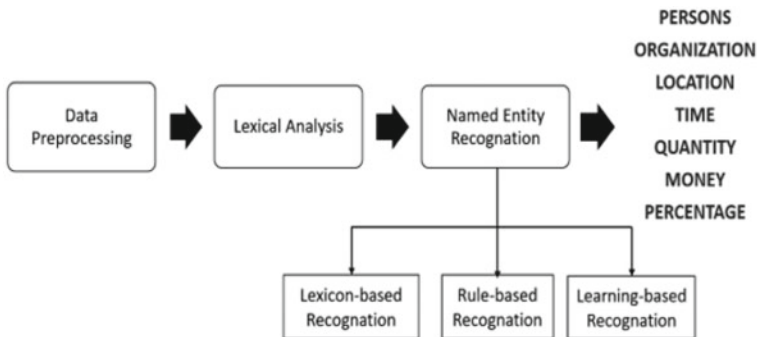 Data
Preprocessing
Lexical Analysis
Named Entity
Recognation
PERSONS
ORGANIZATION
LOCATION
TIME
QUANTITY
MONEY
PERCENTAGE
Lexicon-based
Recognation
Rule-based
Recognation
Learning-based
Recognation